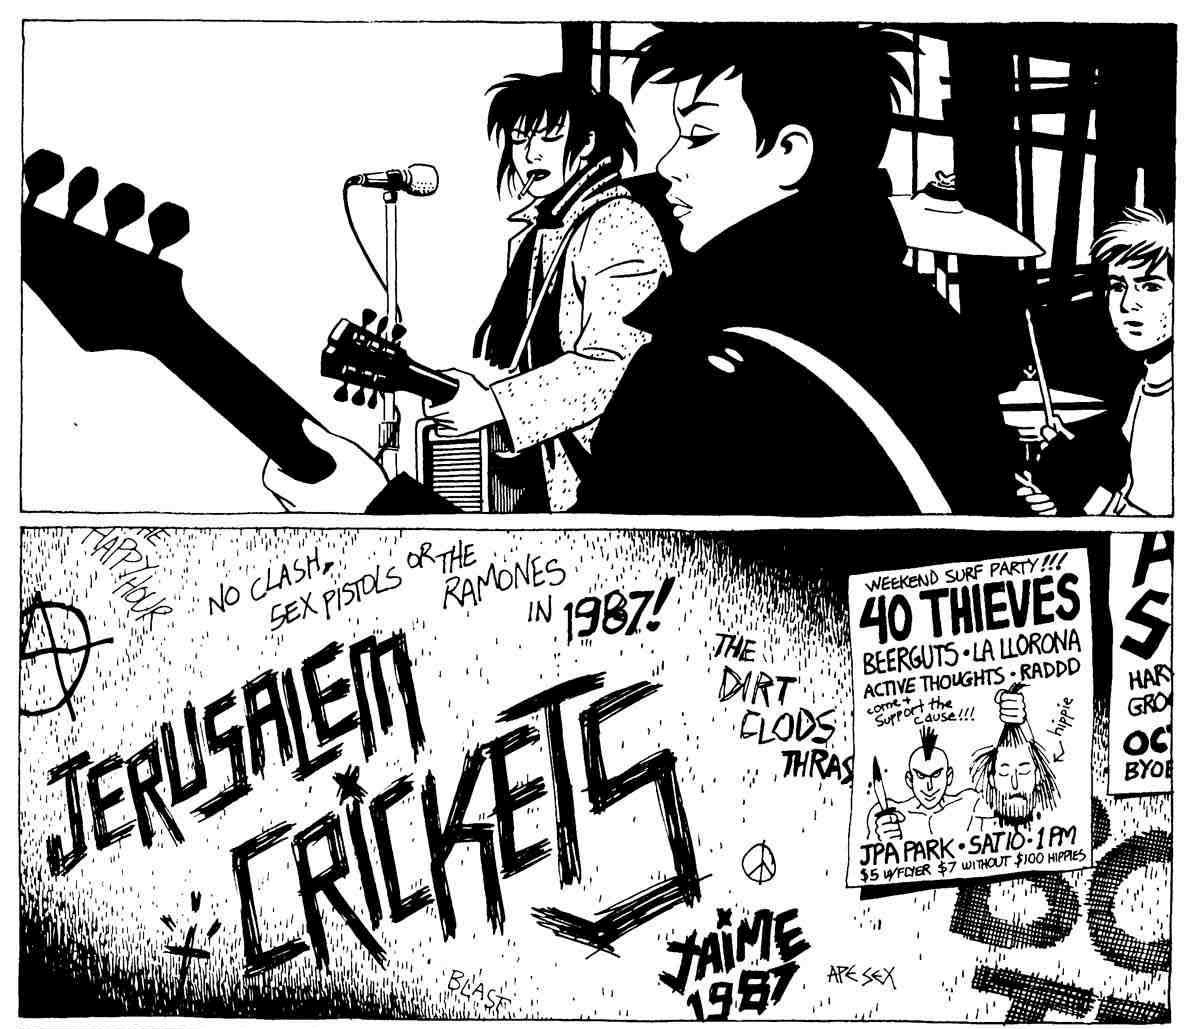 THE
HAPPY HOUR
NO CLASH,
SEX PISTOLS OR THE
RAMONES
IN 1987!
JERUSALEM
CRICKETS
THE
DIRT
CLODS
THRAS
BLAST
JAIME
1987
APE SEX
WEEKEND SURF PARTY!!!
40 THIEVES
BEERGUTS • LA LLORONA
ACTIVE THOUGHTS • RADDD
come +
support the
cause!!!
hippie
JPA PARK • SAT 10 • 1 PM
$5 W/FLYER $7 WITHOUT $100 HIPPIES
A
S
HAR
GRO
OC
BYOB